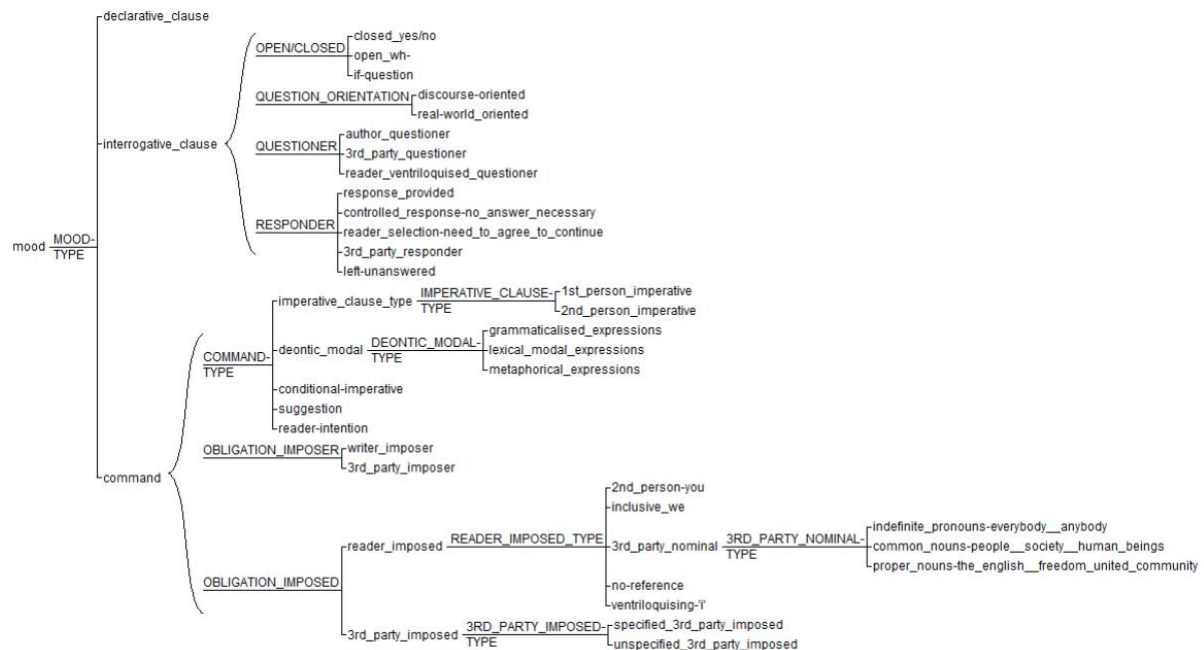 declarative_clause
closed_yes/no
OPEN/CLOSED
open_wh-
if-question
QUESTION_ORIENTATION
discourse-oriented
real-world_oriented
interrogative_clause
author_questioner
QUESTIONER
3rd_party_questioner
reader_ventriloquised_questioner
response_provided
controlled_response-no_answer_necessary
RESPONDER
reader_selection-need_to_agree_to_continue
3rd_party_responder
left-unanswered
mood
MOOD-
TYPE
imperative_clause_type
IMPERATIVE_CLAUSE-
TYPE
1st_person_imperative
2nd_person_imperative
COMMAND-
TYPE
deontic_modal
DEONTIC_MODAL-
TYPE
grammaticalised_expressions
lexical_modal_expressions
metaphorical_expressions
conditional-imperative
suggestion
reader-intention
OBLIGATION_IMPOSER
writer_imposer
3rd_party_imposer
command
OBLIGATION_IMPOSED
reader_imposed
READER_IMPOSED_TYPE
2nd_person-you
inclusive_we
3rd_party_nominal
3RD_PARTY_NOMINAL-
TYPE
indefinite_pronouns-everybody__anybody
common_nouns-people__society__human_beings
proper_nouns-the_english__freedom_united_community
no-reference
ventriloquising-'i'
3rd_party_imposed
3RD_PARTY_IMPOSED-
TYPE
specified_3rd_party_imposed
unspecified_3rd_party_imposed